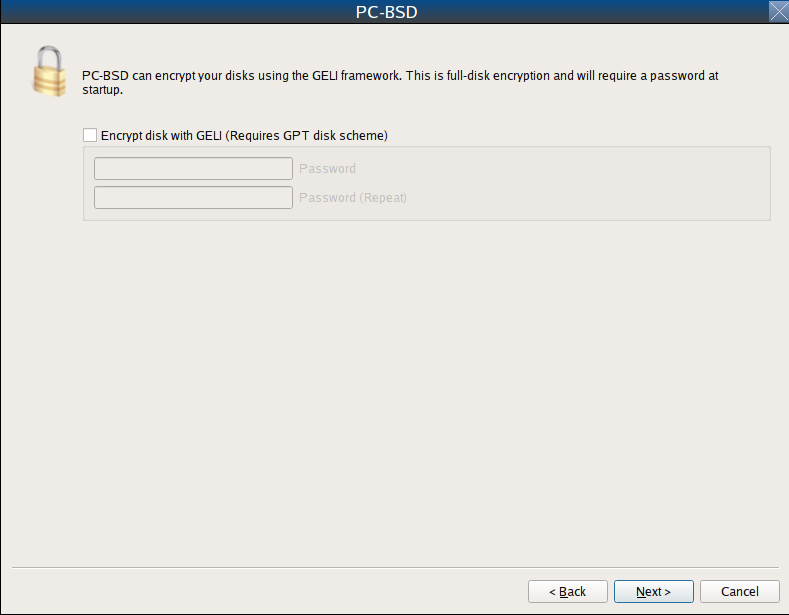 PC-BSD
PC-BSD can encrypt your disks using the GELI framework. This is full-disk encryption and will require a password at
startup.
Encrypt disk with GELI (Requires GPT disk scheme)
Password
Password (Repeat)
< Back
Next >
Cancel